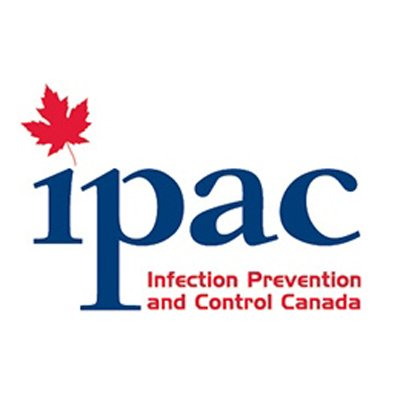 ipac
Infection Prevention
and Control Canada